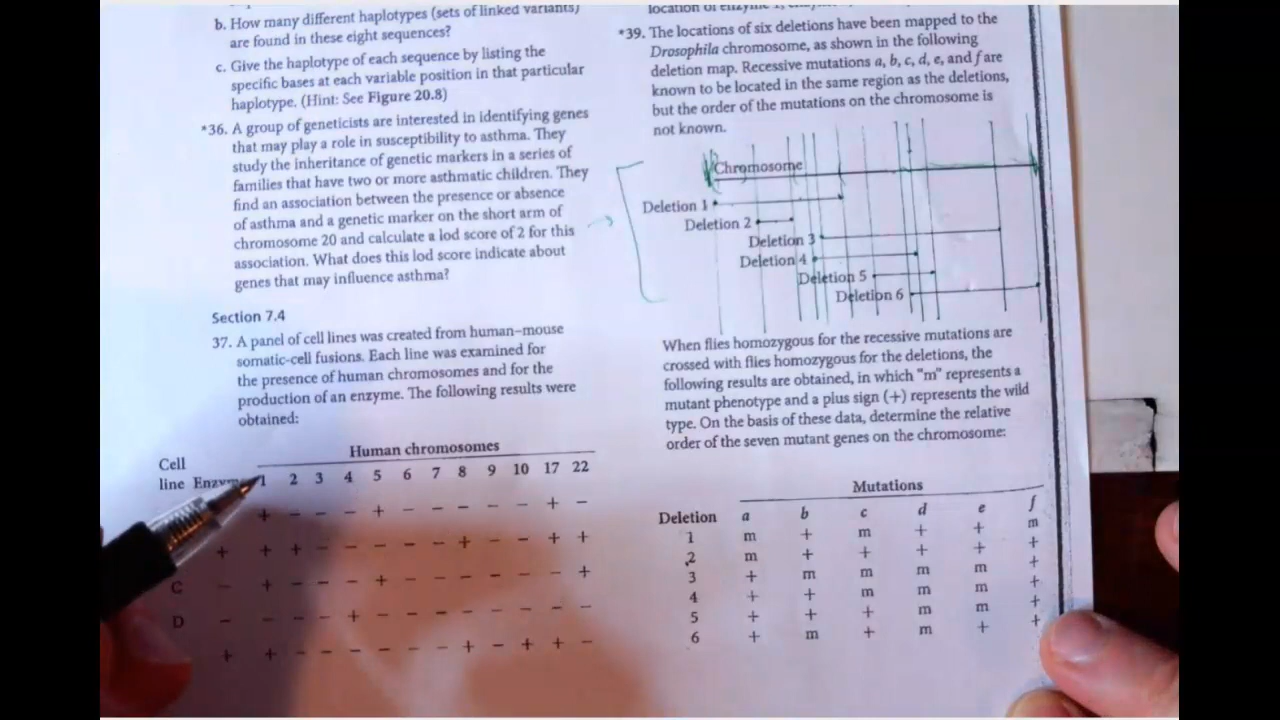 b. How many different haplotypes (sets of linked variants)
are found in these eight sequences?
c. Give the haplotype of each sequence by listing the
specific bases at each variable position in that particular
haplotype. (Hint: See Figure 20.8)
*36. A group of geneticists are interested in identifying genes
that may play a role in susceptibility to asthma. They
study the inheritance of genetic markers in a series of
families that have two or more asthmatic children. They
find an association between the presence or absence
of asthma and a genetic marker on the short arm of
chromosome 20 and calculate a lod score of 2 for this
association. What does this lod score indicate about
genes that may influence asthma?
Section 7.4
37. A panel of cell lines was created from human–mouse
somatic-cell fusions. Each line was examined for
the presence of human chromosomes and for the
production of an enzyme. The following results were
obtained:
Human chromosomes
Cell
line 1 2 3 4 5 6 7 8 9 10 17 22
+ − − − + − − − − − + −
+ + + − − − − − + − − + +
C − + − − − + − − − − − − +
D − − − − + − − − − − − − −
+ + − − − − − − + − + + −
location of
*39. The locations of six deletions have been mapped to the
Drosophila chromosome, as shown in the following
deletion map. Recessive mutations a, b, c, d, e, and f are
known to be located in the same region as the deletions,
but the order of the mutations on the chromosome is
not known.
Chromosome
Deletion 1
Deletion 2
Deletion 3
Deletion 4
Deletion 5
Deletion 6
When flies homozygous for the recessive mutations are
crossed with flies homozygous for the deletions, the
following results are obtained, in which "m" represents a
mutant phenotype and a plus sign (+) represents the wild
type. On the basis of these data, determine the relative
order of the seven mutant genes on the chromosome:
Mutations
Deletion a b c d e f
1 m + m + + m
2 m + + + + +
3 + m m m m +
4 + + m m m +
5 + + + m m +
6 + m + m + +